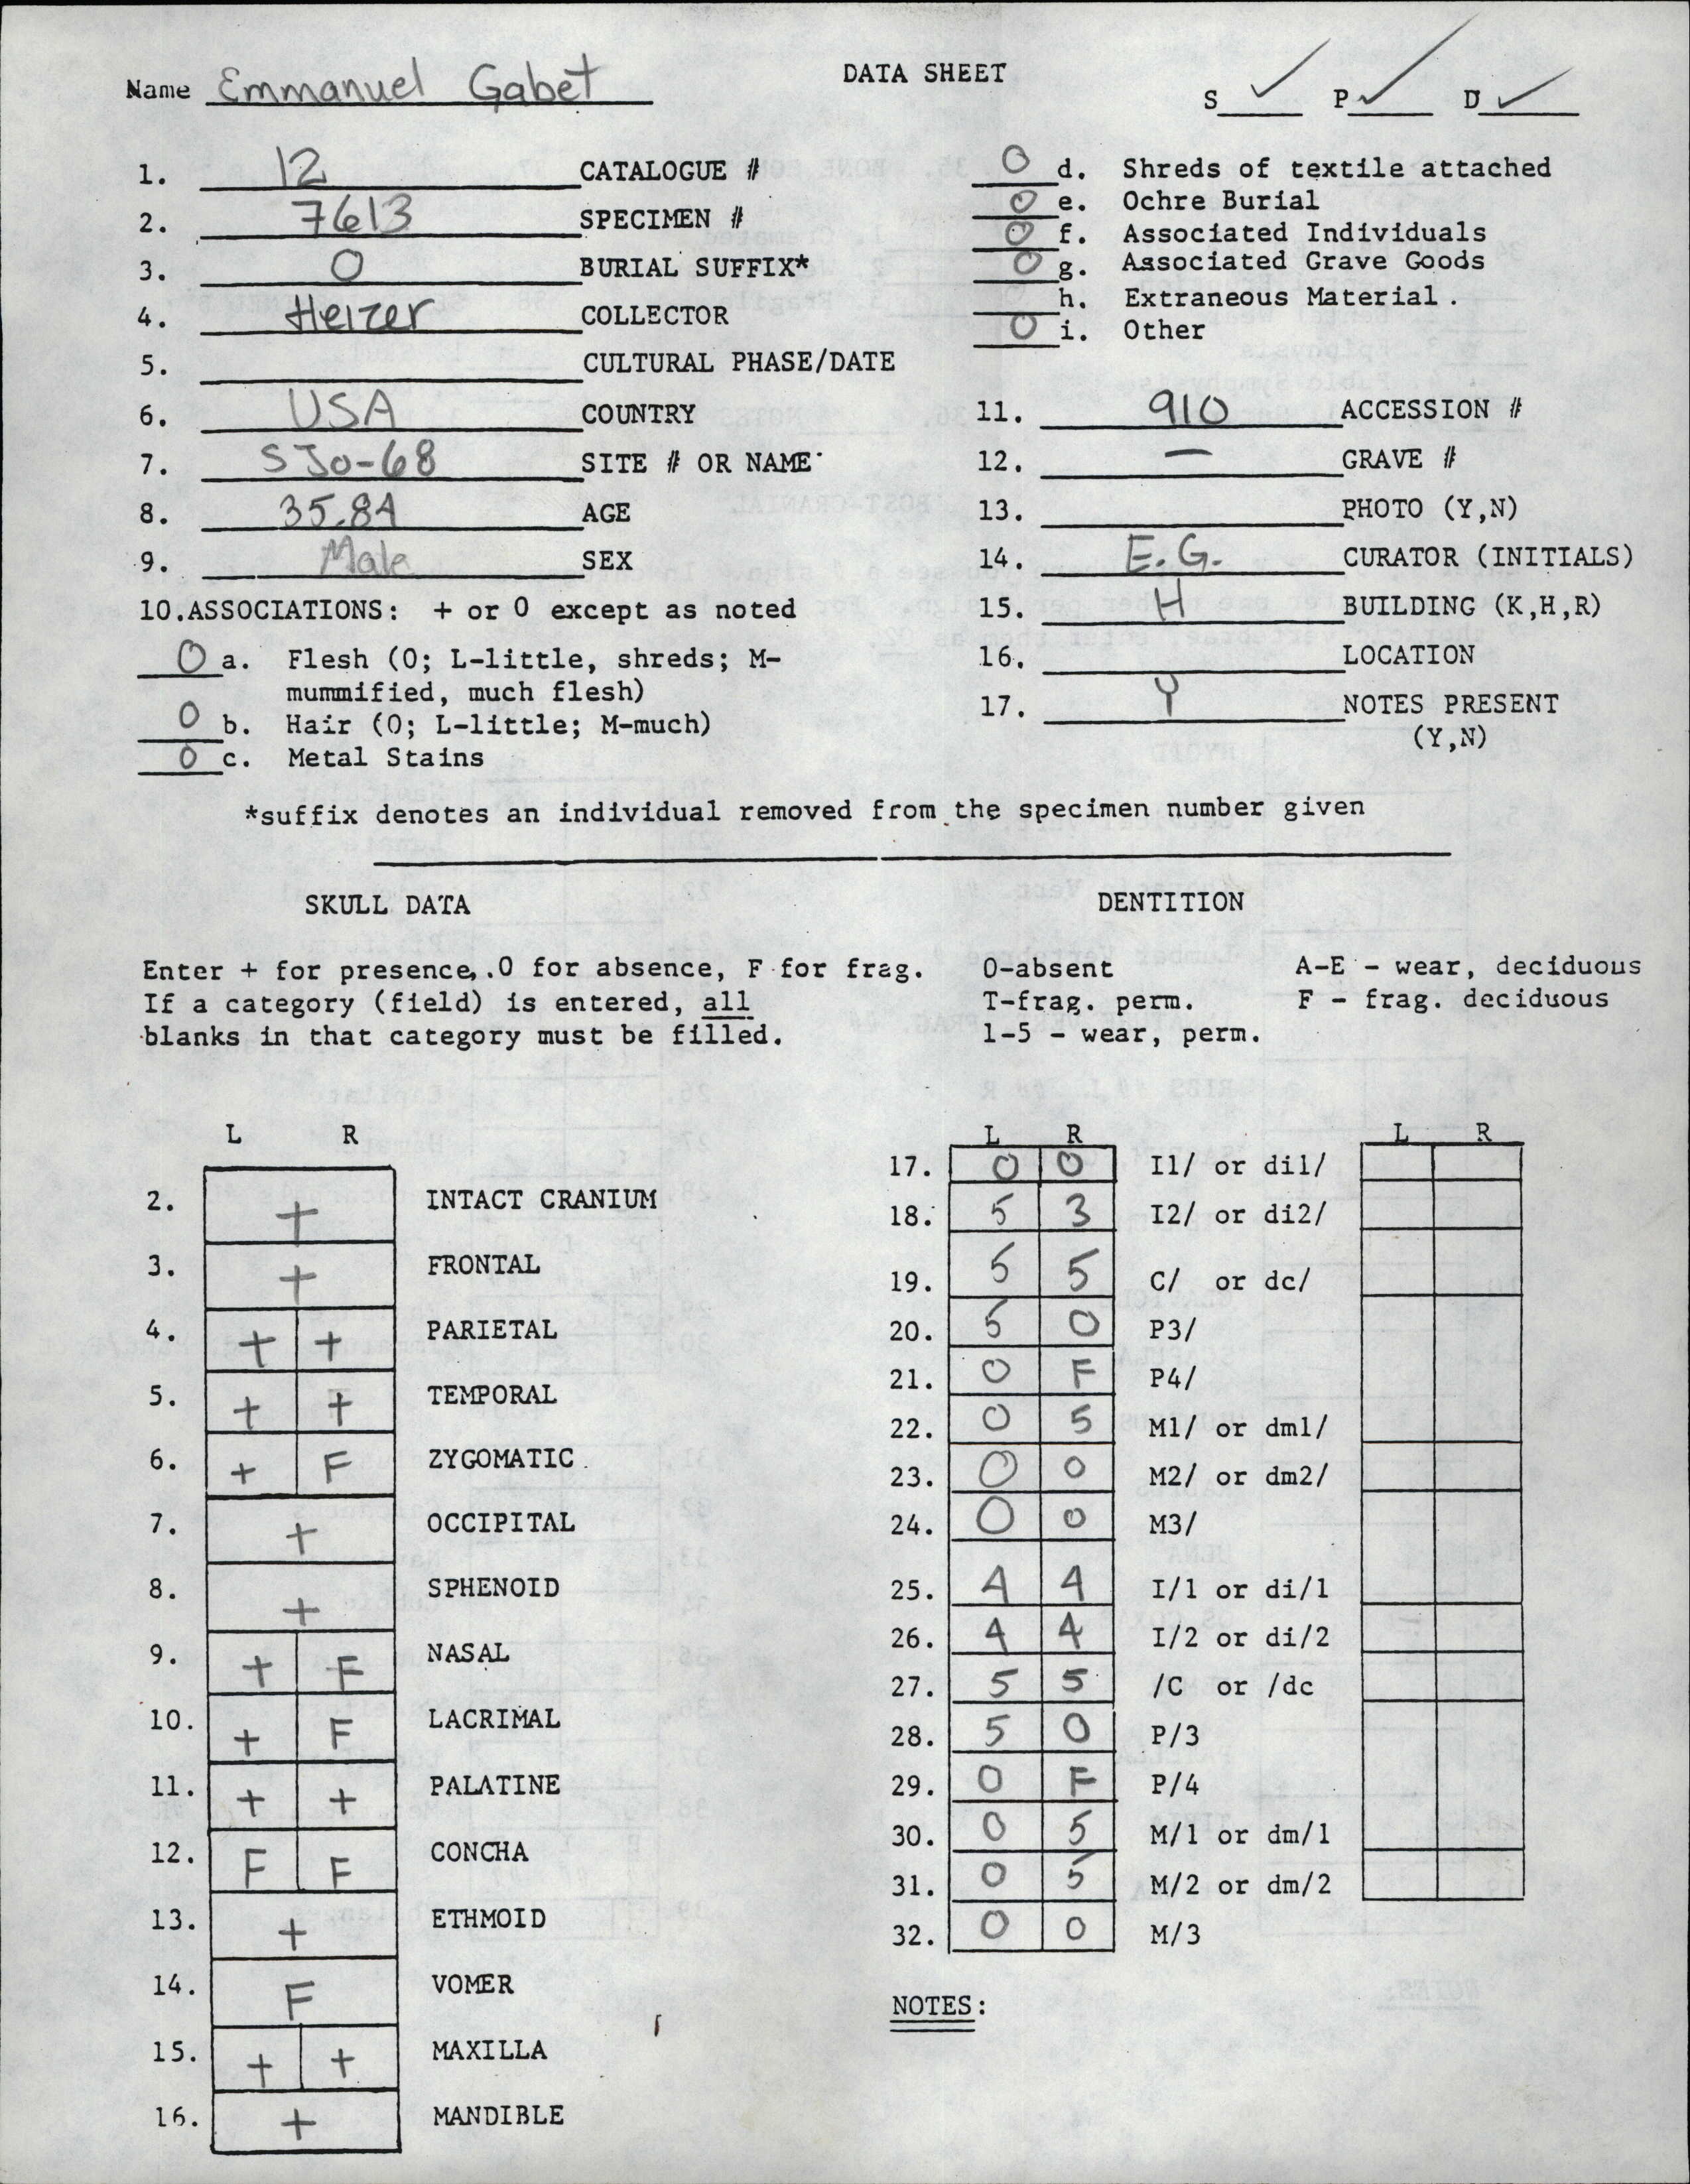 DATA SHEET
Name Emmanuel Gabet
S ✓ P ✓ D ✓
1. 12 CATALOGUE #
2. 7613 SPECIMEN #
3. 0 BURIAL SUFFIX*
4. Heizer COLLECTOR
5. CULTURAL PHASE/DATE
6. USA COUNTRY
7. SJo-68 SITE # OR NAME
8. 35.84 AGE
9. Male SEX
10.ASSOCIATIONS: + or 0 except as noted
0 a. Flesh (0; L-little, shreds; M-
mummified, much flesh)
0 b. Hair (0; L-little; M-much)
0 c. Metal Stains
0 d. Shreds of textile attached
0 e. Ochre Burial
0 f. Associated Individuals
0 g. Associated Grave Goods
h. Extraneous Material.
0 i. Other
11. 910 ACCESSION #
12. — GRAVE #
13. PHOTO (Y,N)
14. E.G. CURATOR (INITIALS)
15. H BUILDING (K,H,R)
16. LOCATION
17. Y NOTES PRESENT
(Y,N)
*suffix denotes an individual removed from the specimen number given
SKULL DATA
Enter + for presence, 0 for absence, F for frag.
If a category (field) is entered, all
blanks in that category must be filled.
L R
2. + INTACT CRANIUM
3. + FRONTAL
4. + + PARIETAL
5. + + TEMPORAL
6. + F ZYGOMATIC
7. + OCCIPITAL
8. + SPHENOID
9. + F NASAL
10. + F LACRIMAL
11. + + PALATINE
12. F F CONCHA
13. + ETHMOID
14. F VOMER
15. + + MAXILLA
16. + MANDIBLE
DENTITION
0-absent A-E - wear, deciduous
T-frag. perm. F - frag. deciduous
1-5 - wear, perm.
L R L R
17. 0 0 I1/ or di1/
18. 5 3 I2/ or di2/
19. 5 5 C/ or dc/
20. 5 0 P3/
21. 0 F P4/
22. 0 5 M1/ or dm1/
23. 0 0 M2/ or dm2/
24. 0 0 M3/
25. 4 4 I/1 or di/1
26. 4 4 I/2 or di/2
27. 5 5 /C or /dc
28. 5 0 P/3
29. 0 F P/4
30. 0 5 M/1 or dm/1
31. 0 5 M/2 or dm/2
32. 0 0 M/3
NOTES: